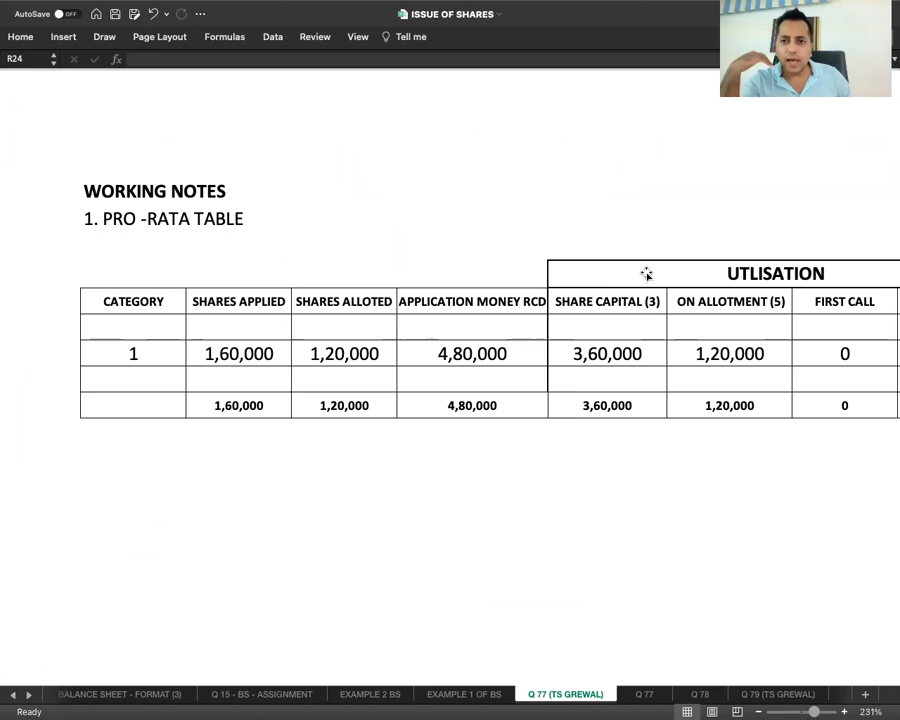 AutoSave OFF ISSUE OF SHARES
Home Insert Draw Page Layout Formulas Data Review View Tell me
R24 fx
WORKING NOTES
1. PRO -RATA TABLE
UTLISATION
CATEGORY SHARES APPLIED SHARES ALLOTED APPLICATION MONEY RCD SHARE CAPITAL (3) ON ALLOTMENT (5) FIRST CALL
1 1,60,000 1,20,000 4,80,000 3,60,000 1,20,000 0
1,60,000 1,20,000 4,80,000 3,60,000 1,20,000 0
BALANCE SHEET - FORMAT (3) Q 15 - BS - ASSIGNMENT EXAMPLE 2 BS EXAMPLE 1 OF BS Q 77 (TS GREWAL) Q 77 Q 78 Q 79 (TS GREWAL)
Ready 231%